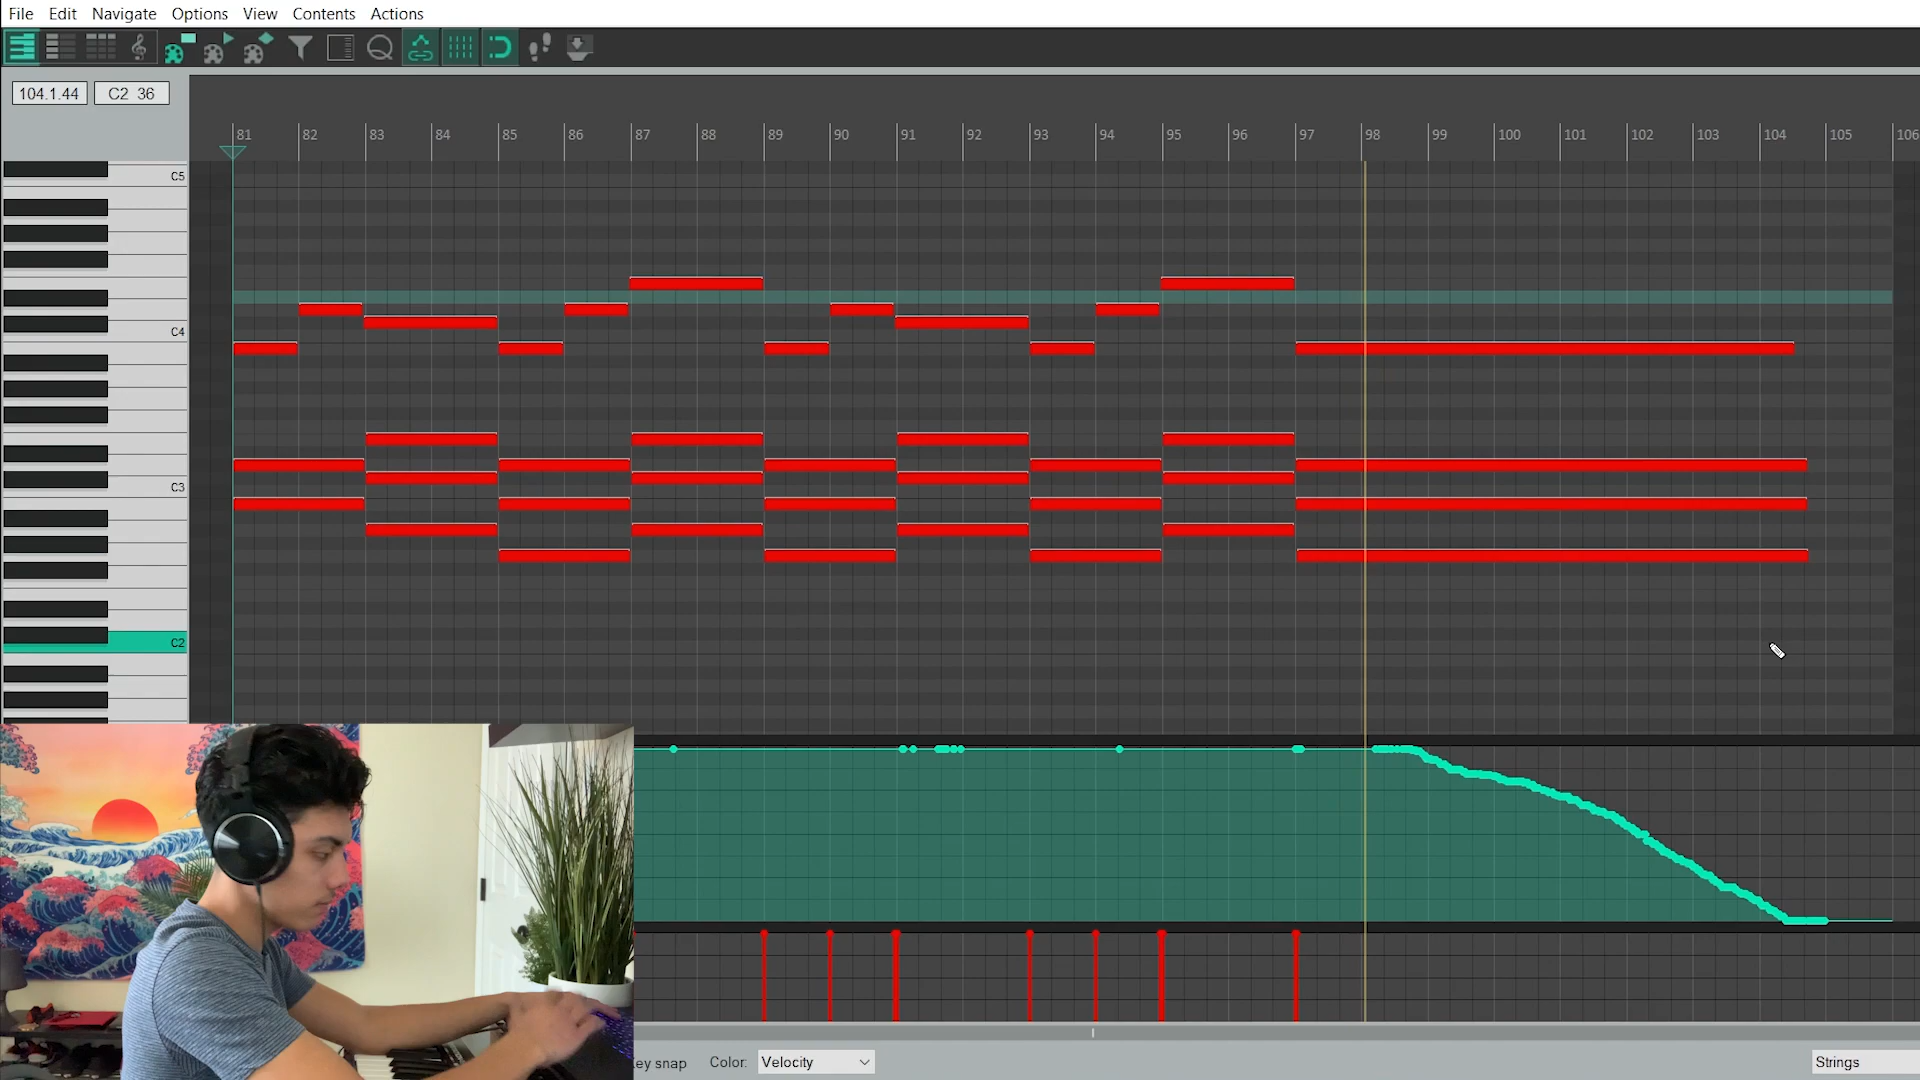 File Edit Navigate Options View Contents Actions
104.1.44 C2 36
81 82 83 84 85 86 87 88 89 90 91 92 93 94 95 96 97 98 99 100 101 102 103 104 105 106
C5
C4
C3
C2
ey snap Color: Velocity Strings